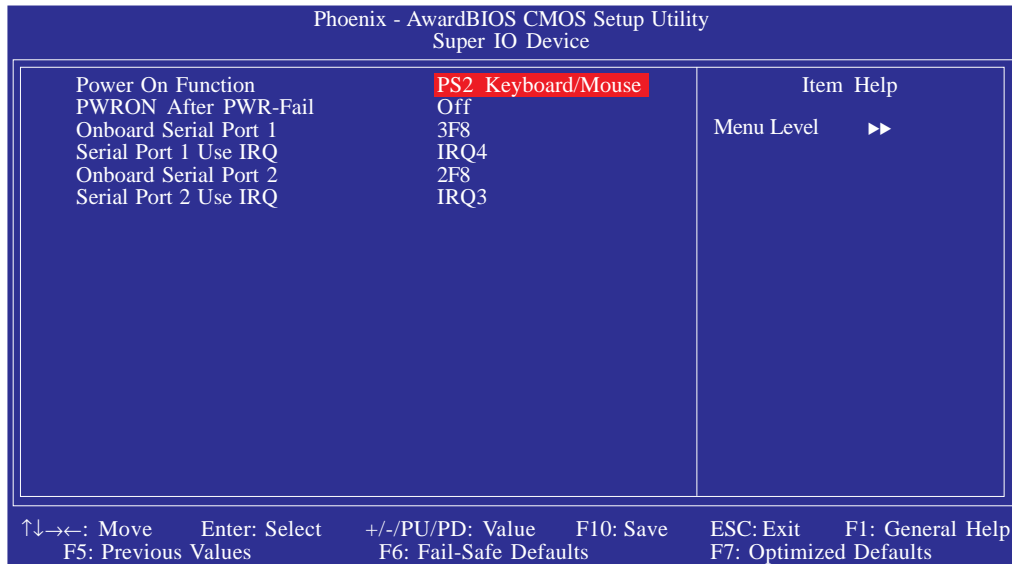 Phoenix - AwardBIOS CMOS Setup Utility
Super IO Device
Power On Function PS2 Keyboard/Mouse
PWRON After PWR-Fail Off
Onboard Serial Port 1 3F8
Serial Port 1 Use IRQ IRQ4
Onboard Serial Port 2 2F8
Serial Port 2 Use IRQ IRQ3
Item Help
Menu Level ▸▸
↑↓→←: Move Enter: Select +/-/PU/PD: Value F10: Save ESC: Exit F1: General Help
F5: Previous Values F6: Fail-Safe Defaults F7: Optimized Defaults